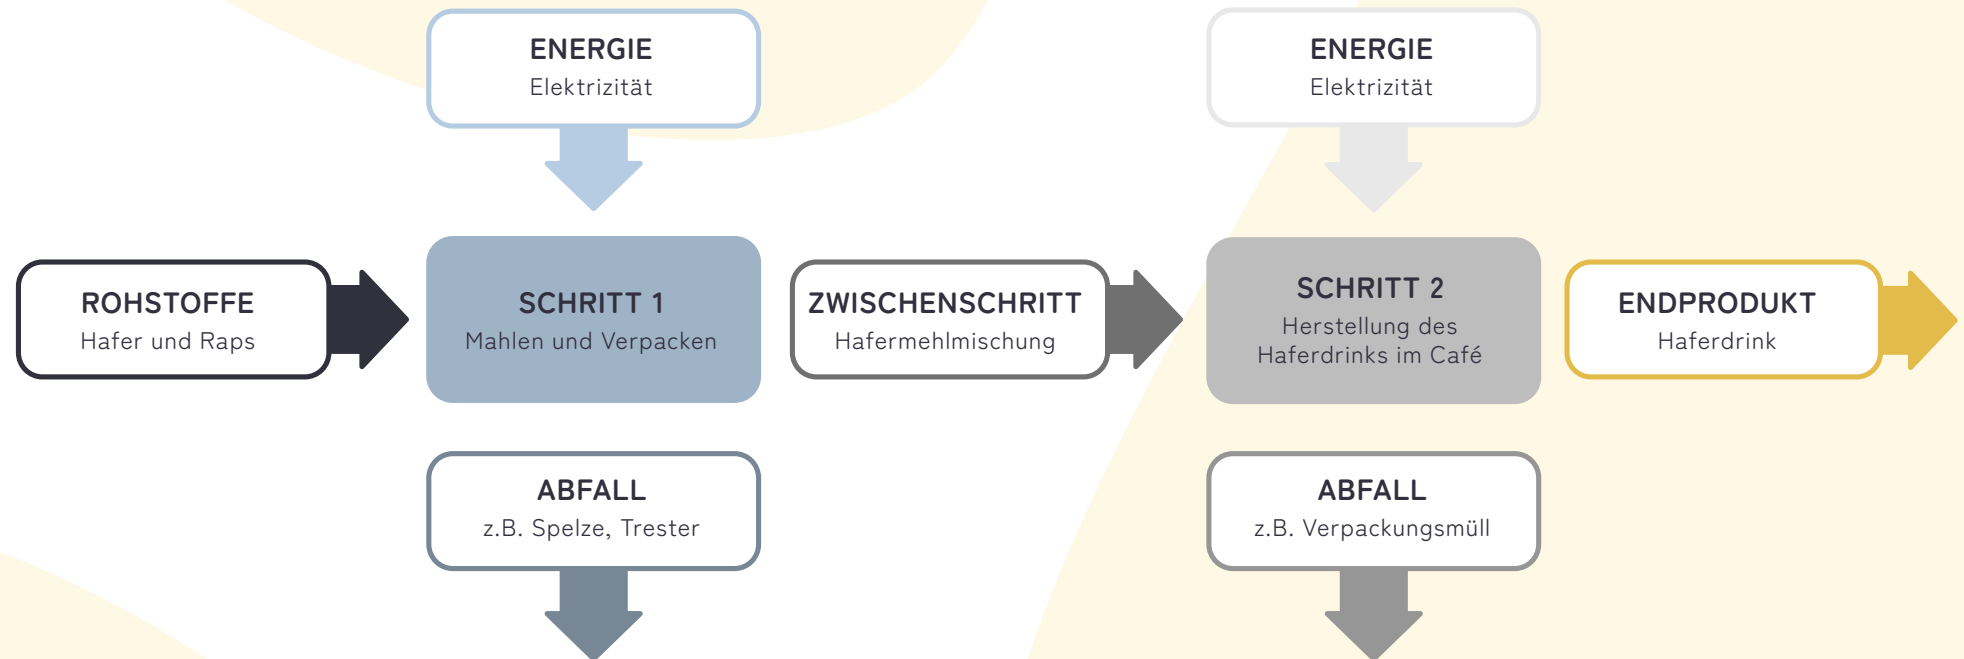 ENERGIE
Elektrizität
ENERGIE
Elektrizität
ROHSTOFFE
Hafer und Raps
SCHRITT 1
Mahlen und Verpacken
ZWISCHENSCHRITT
Hafermehlmischung
SCHRITT 2
Herstellung des
Haferdrinks im Café
ENDPRODUKT
Haferdrink
ABFALL
z.B. Spelze, Trester
ABFALL
z.B. Verpackungsmüll